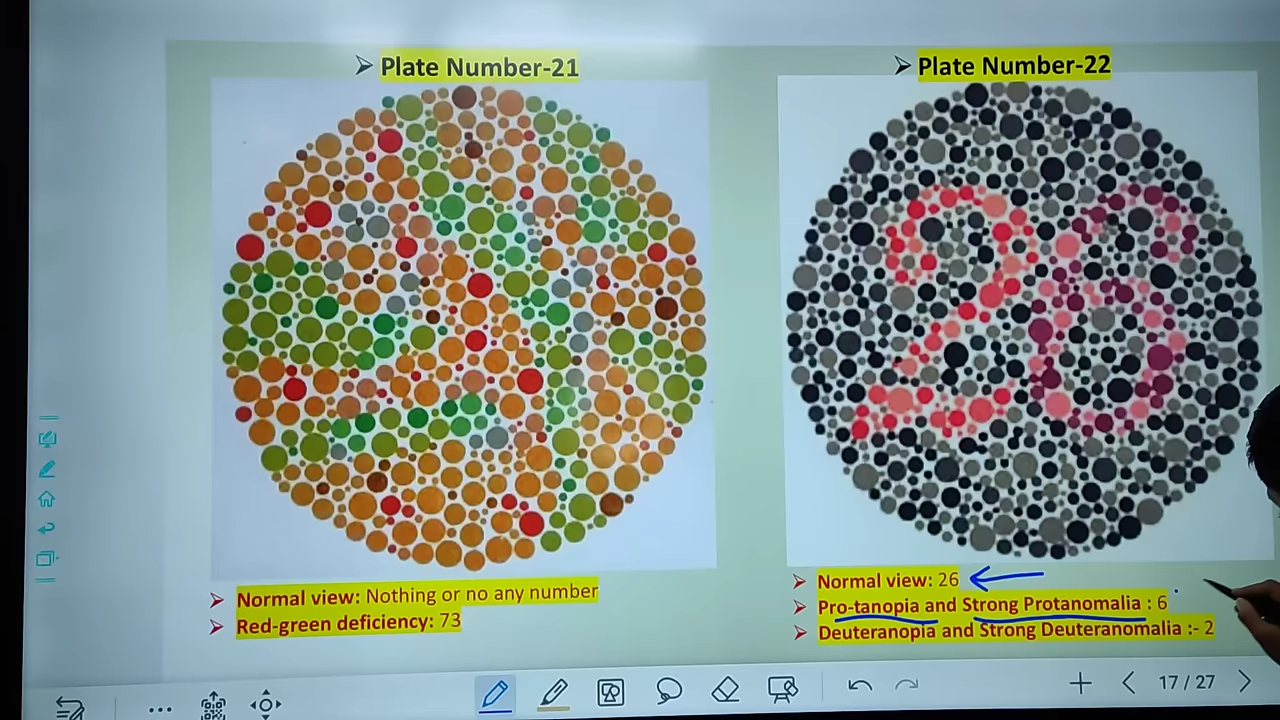 ➢ Plate Number-21
➢ Normal view: Nothing or no any number
➢ Red-green deficiency: 73
➢ Plate Number-22
26
➢ Normal view: 26
➢ Pro-tanopia and Strong Protanomalia : 6
➢ Deuteranopia and Strong Deuteranomalia :- 2
17 / 27